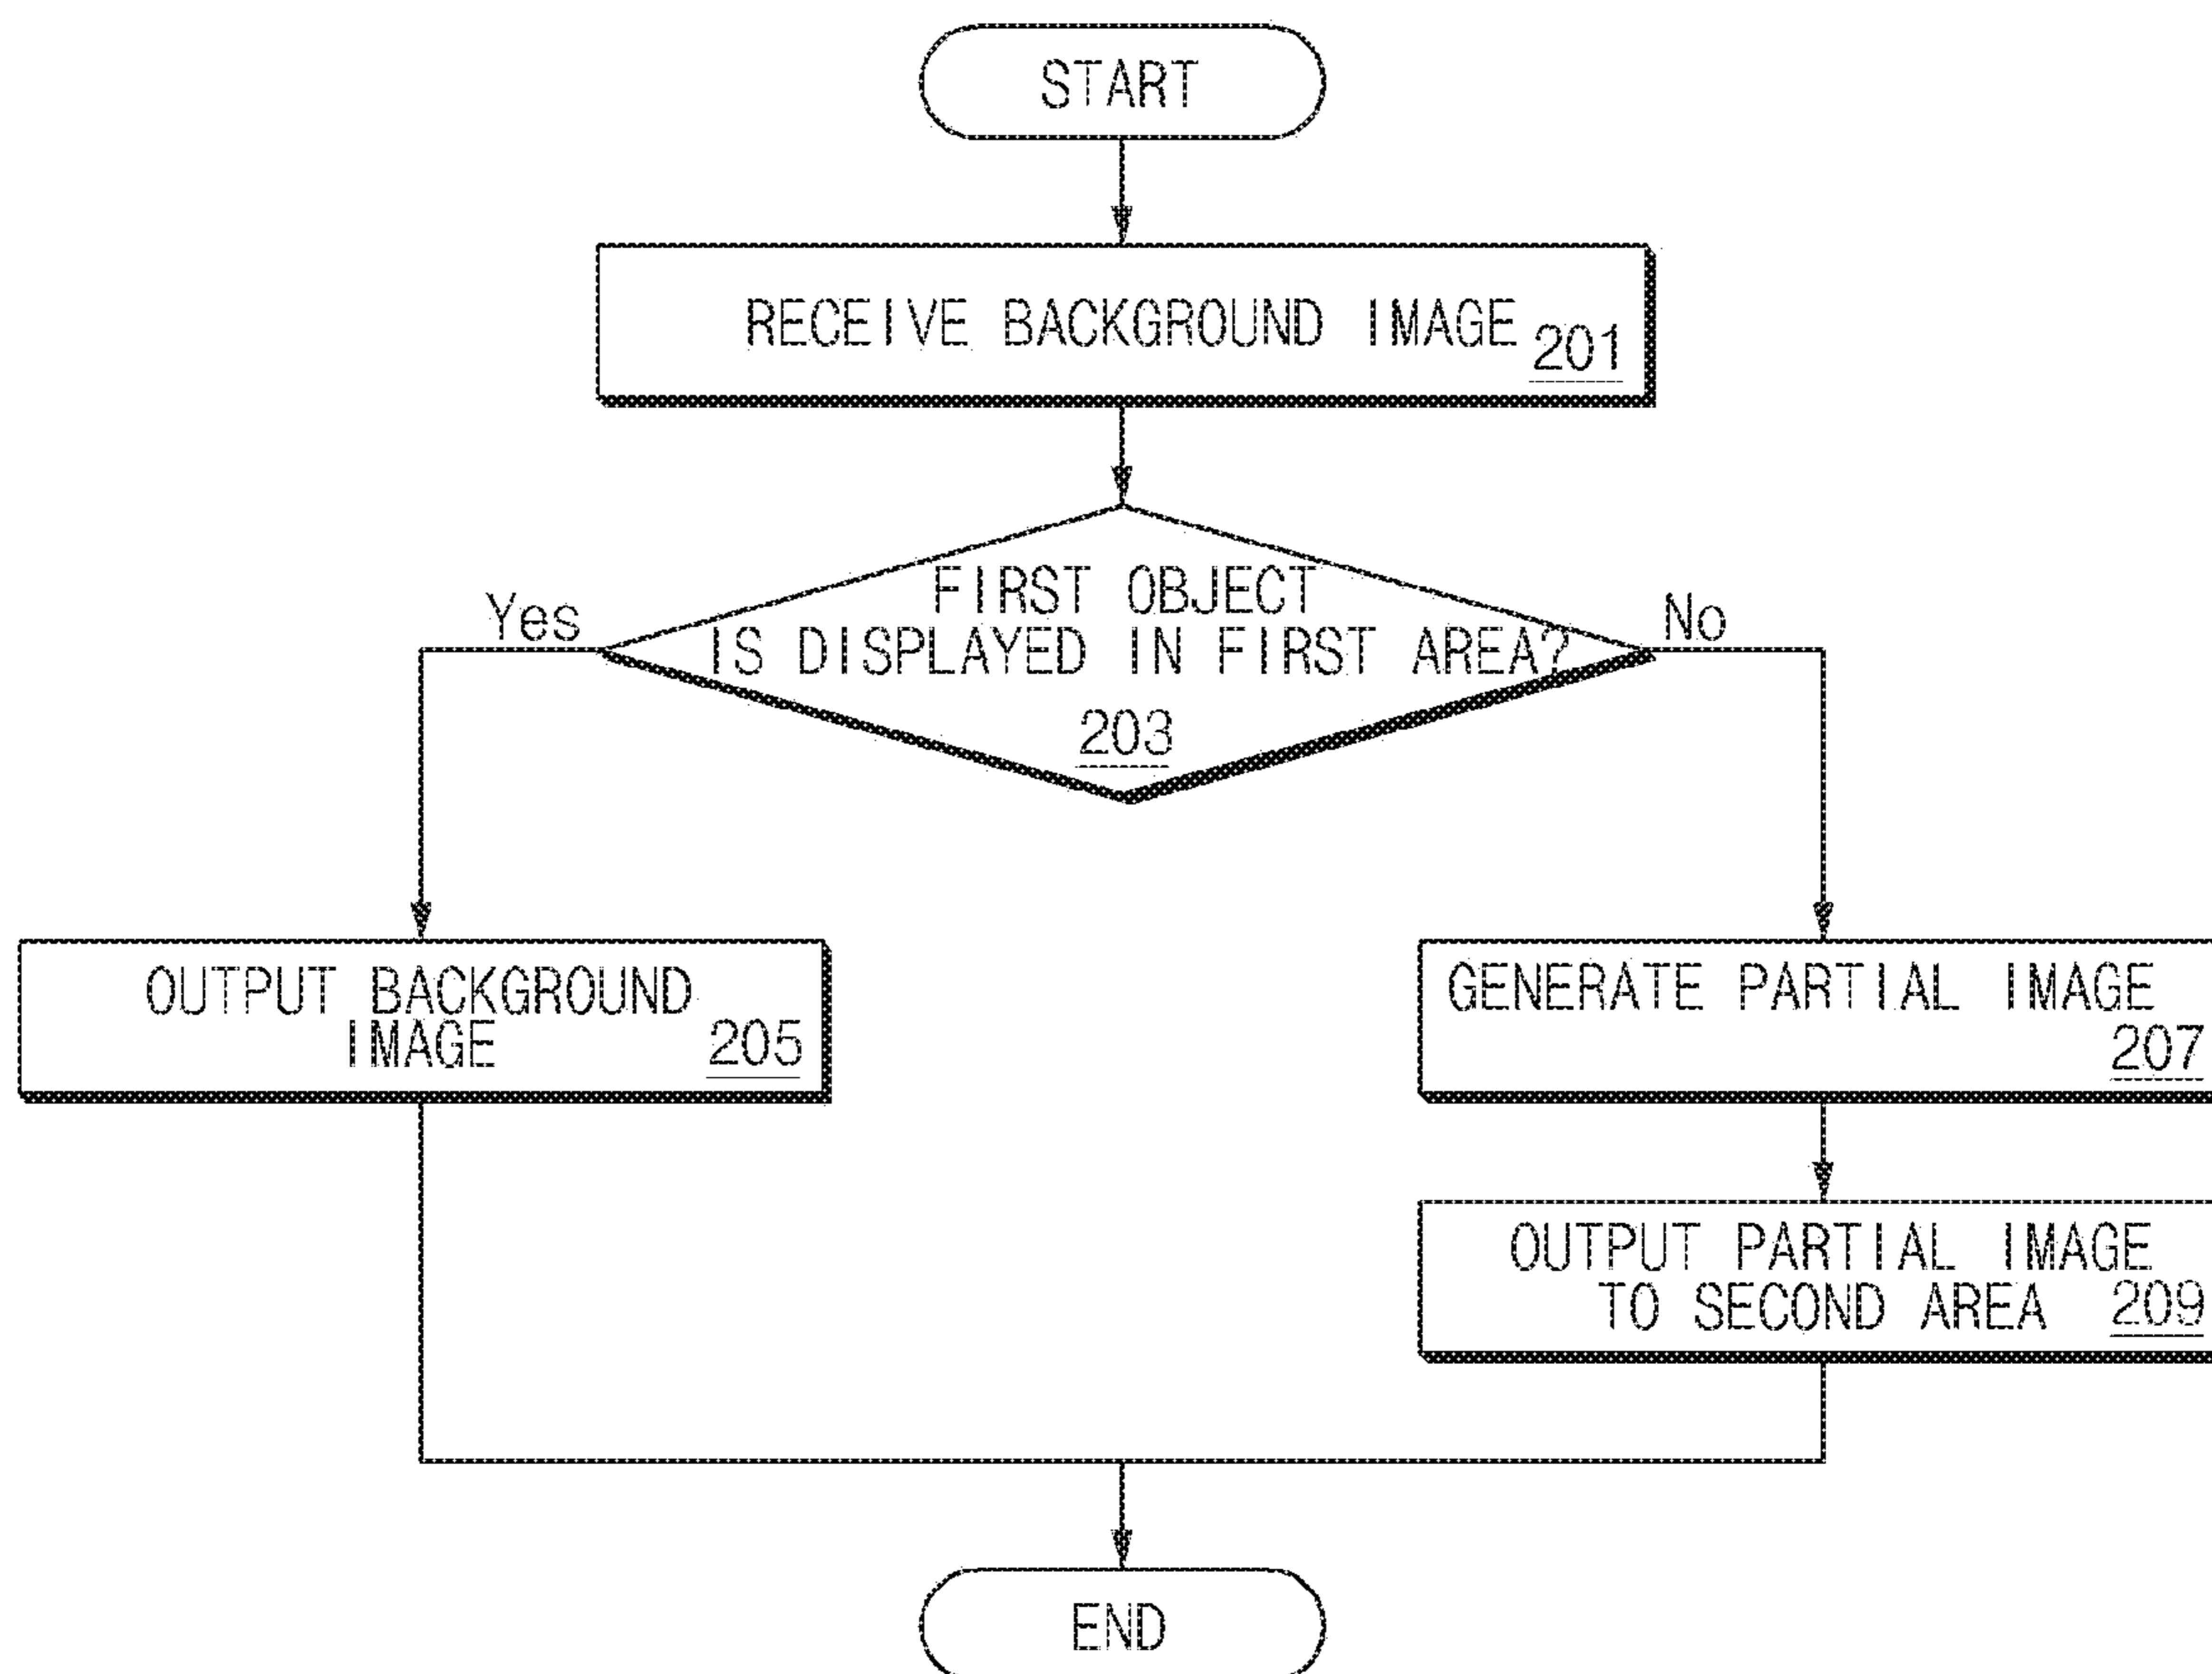 START
RECEIVE BACKGROUND IMAGE 201
FIRST OBJECT
IS DISPLAYED IN FIRST AREA?
203
Yes
No
OUTPUT BACKGROUND
IMAGE 205
GENERATE PARTIAL IMAGE
207
OUTPUT PARTIAL IMAGE
TO SECOND AREA 209
END